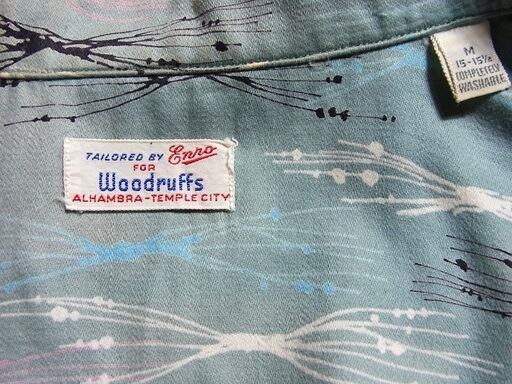 M
15-15½
COMPLETELY
WASHABLE
TAILORED BY Enro
FOR
Woodruffs
ALHAMBRA-TEMPLE CITY